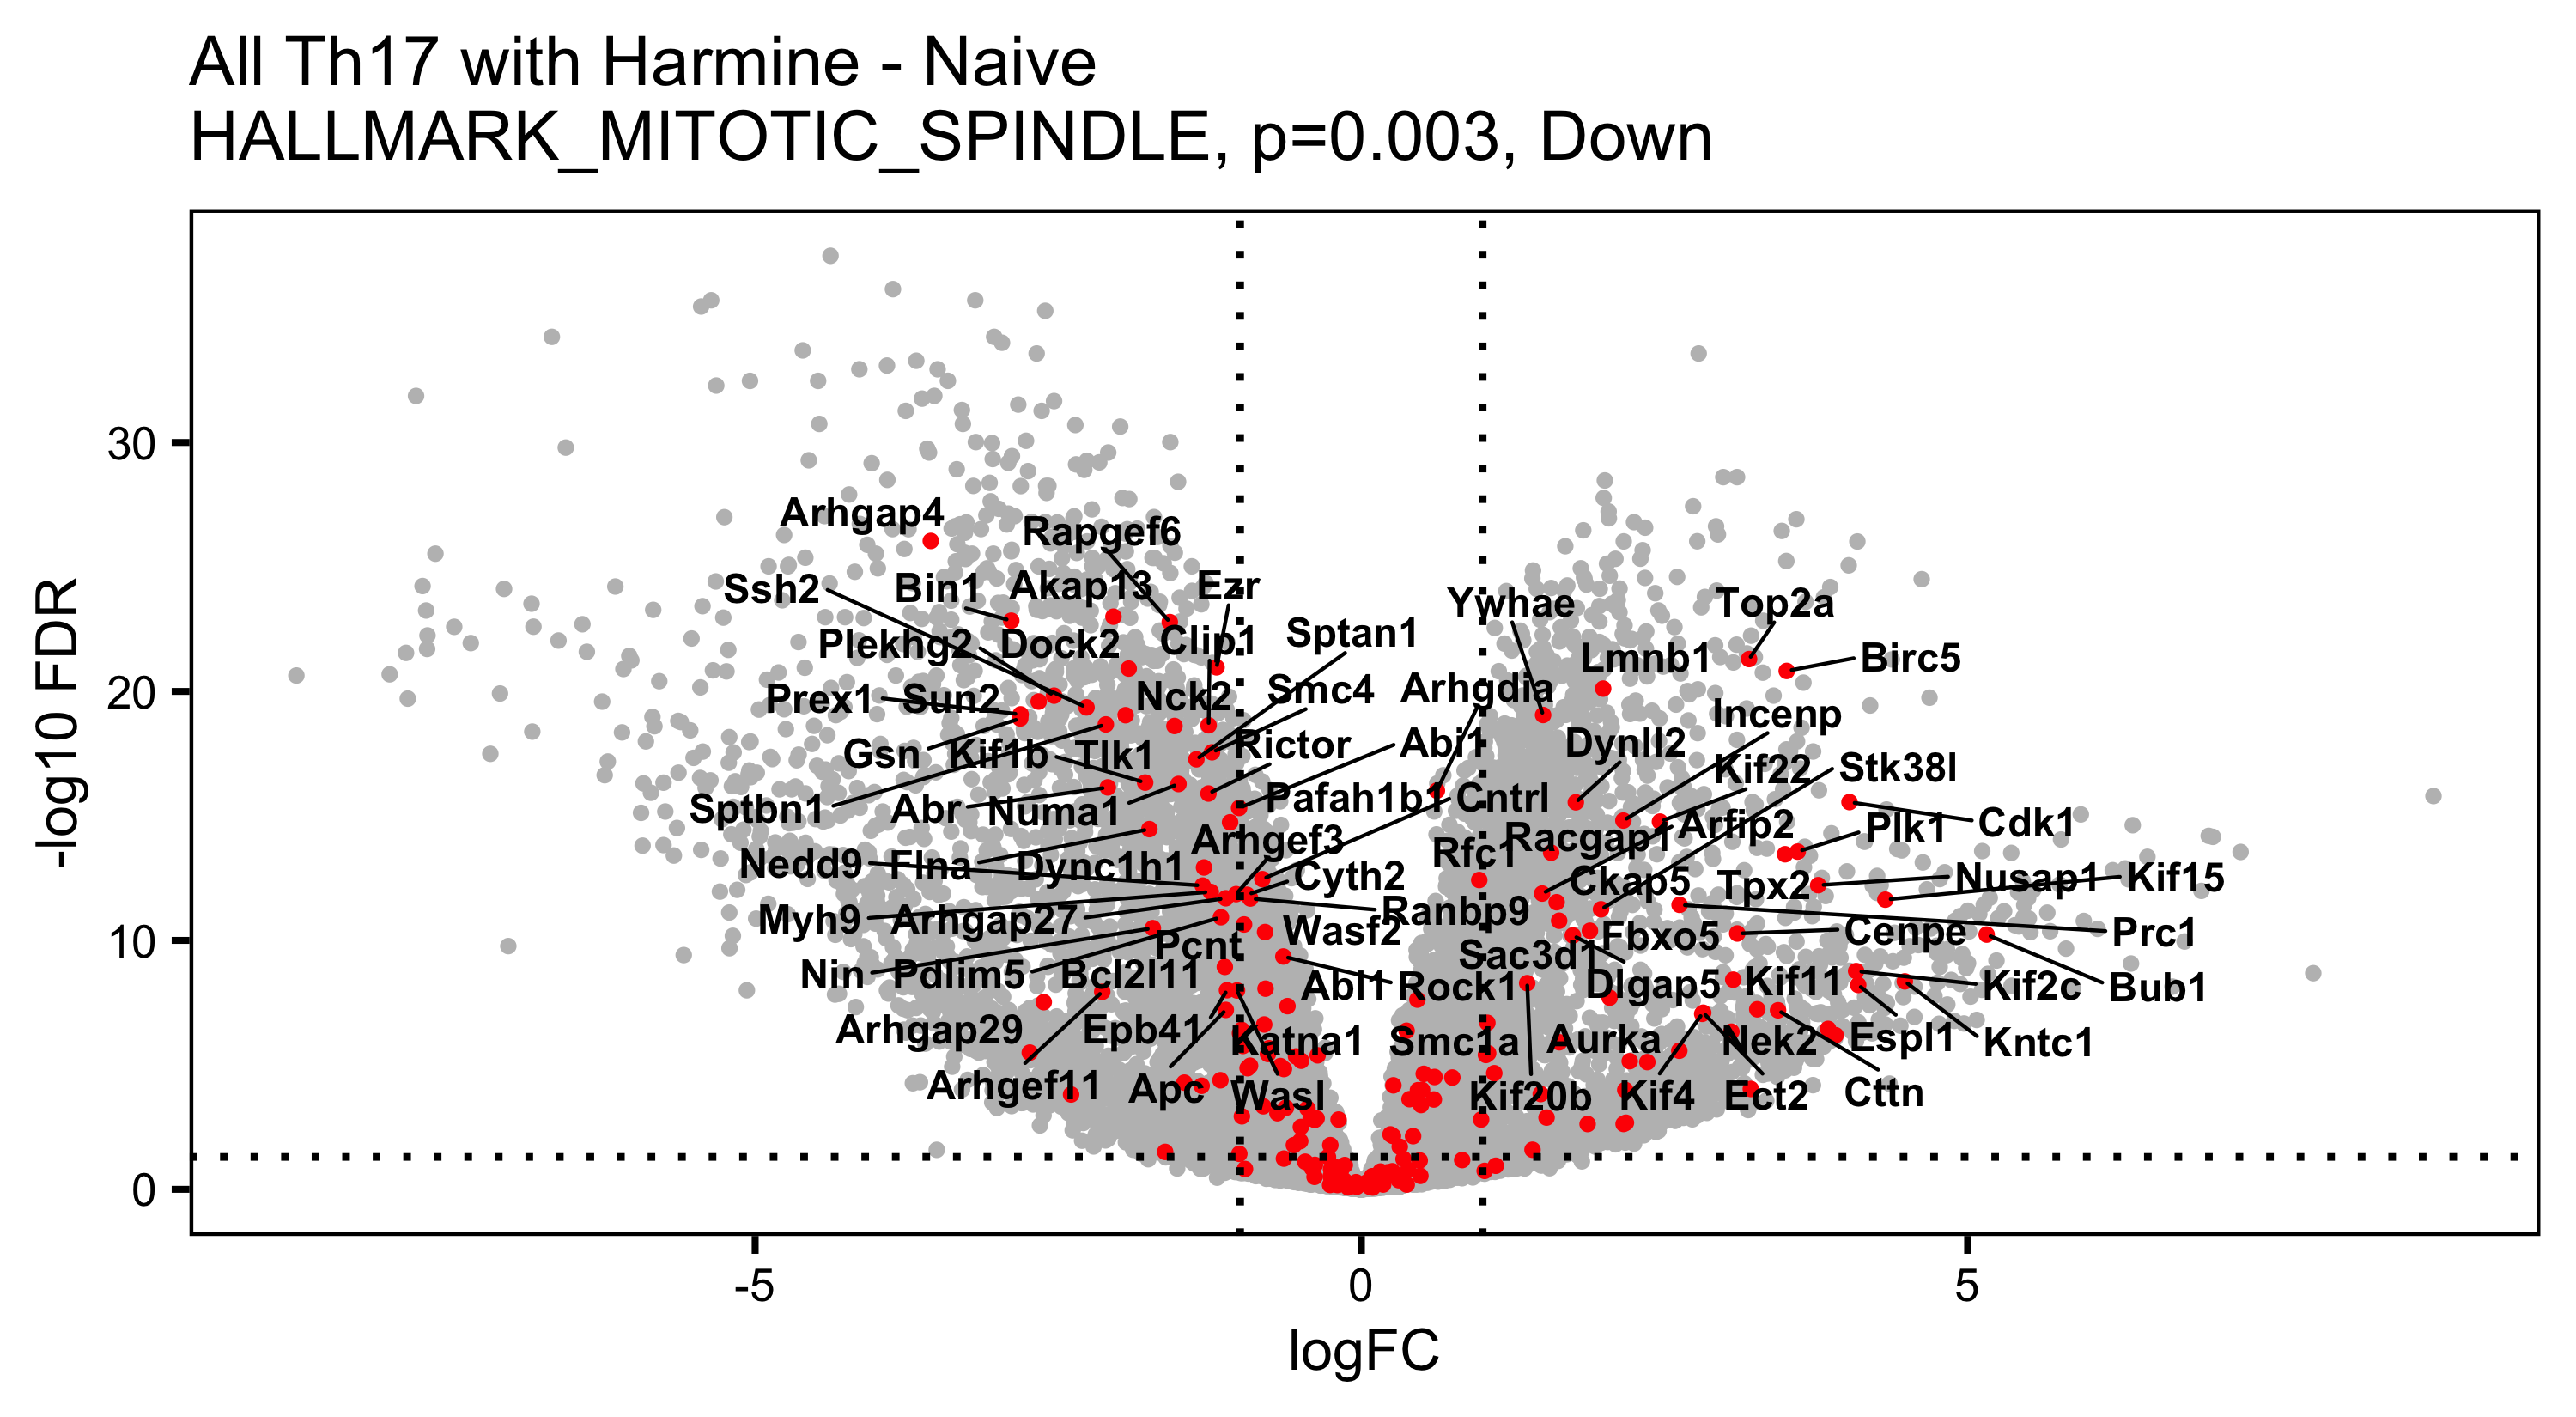 All Th17 with Harmine - Naive
HALLMARK_MITOTIC_SPINDLE, p=0.003, Down
-log10 FDR
30
20
10
0
Arhgap4
Rapgef6
Ssh2
Bin1
Akap13
Ezr
Ywhae
Top2a
Plekhg2
Dock2
Clip1
Sptan1
Lmnb1
Birc5
Prex1
Sun2
Nck2
Smc4
Arhgdia
Incenp
Gsn
Kif1b
Tlk1
Rictor
Abi1
Dynll2
Kif22
Stk38l
Sptbn1
Abr
Numa1
Pafah1b1
Cntrl
Racgap1
Arfip2
Plk1
Cdk1
Nedd9
Flna
Dync1h1
Arhgef3
Rfc1
Cyth2
Ckap5
Tpx2
Nusap1
Kif15
Myh9
Arhgap27
Ranbp9
Pcnt
Wasf2
Sac3d1
Fbxo5
Cenpe
Prc1
Nin
Pdlim5
Bcl2l11
Abl1
Rock1
Dlgap5
Kif11
Kif2c
Bub1
Arhgap29
Epb41
Katna1
Smc1a
Aurka
Nek2
Espl1
Kntc1
Arhgef11
Apc
Wasl
Kif20b
Kif4
Ect2
Cttn
-5
0
5
logFC